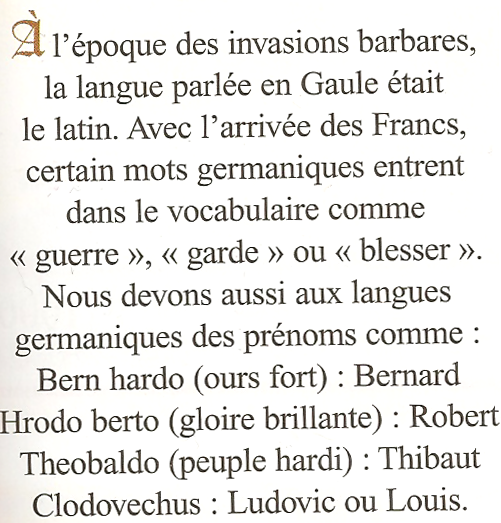 À l'époque des invasions barbares,
la langue parlée en Gaule était
le latin. Avec l'arrivée des Francs,
certain mots germaniques entrent
dans le vocabulaire comme
« guerre », « garde » ou « blesser ».
Nous devons aussi aux langues
germaniques des prénoms comme :
Bern hardo (ours fort) : Bernard
Hrodo berto (gloire brillante) : Robert
Theobaldo (peuple hardi) : Thibaut
Clodovechus : Ludovic ou Louis.